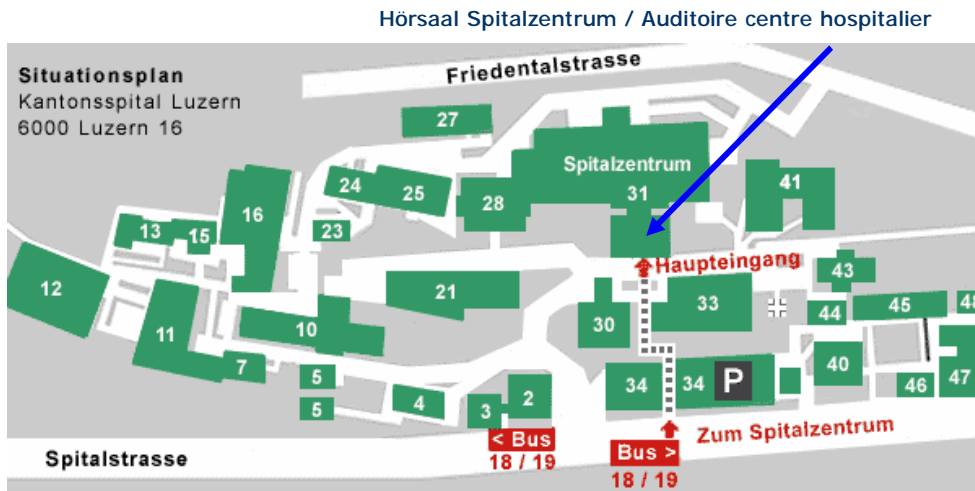 Hörsaal Spitalzentrum / Auditoire centre hospitalier
Situationsplan
Kantonsspital Luzern
6000 Luzern 16
Friedentalstrasse
27
Spitalzentrum
31
24
25
28
41
16
13
15
23
Haupteingang
43
12
21
33
30
44
45
48
11
10
7
5
5
4
3
2
34
34
P
40
46
47
< Bus
18 / 19
Bus >
18 / 19
Zum Spitalzentrum
Spitalstrasse